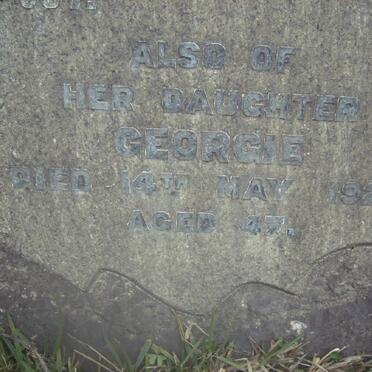 ALSO OF
HER DAUGHTER
GEORGIE
DIED 14TH MAY
AGED 47.